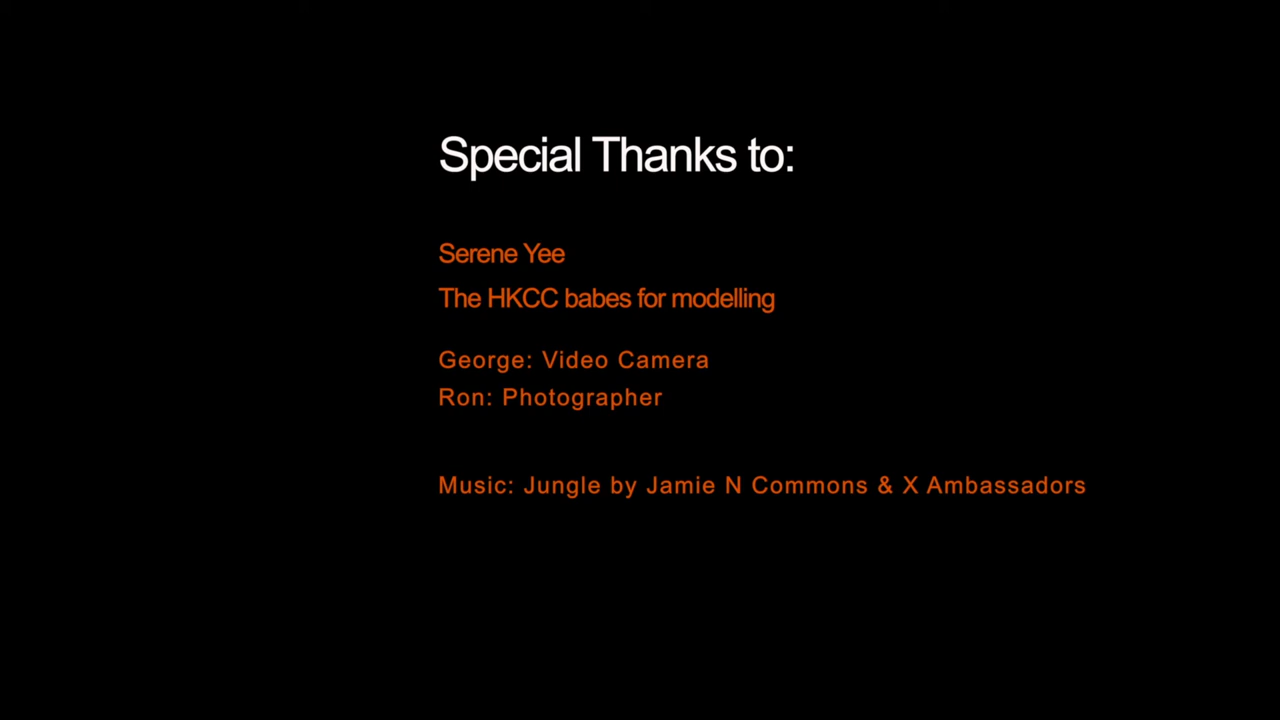 Special Thanks to:
Serene Yee
The HKCC babes for modelling
George: Video Camera
Ron: Photographer
Music: Jungle by Jamie N Commons & X Ambassadors